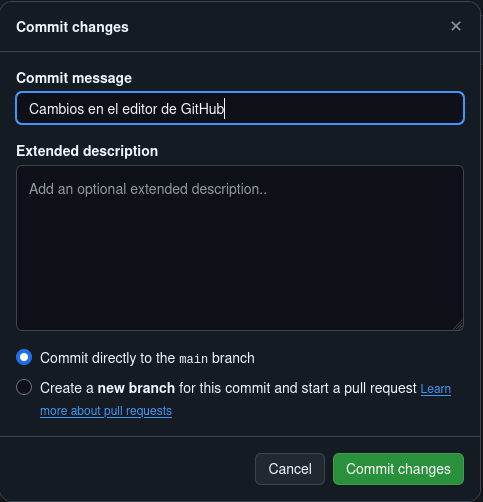 Commit changes
Commit message
Cambios en el editor de GitHub
Extended description
Add an optional extended description..
Commit directly to the main branch
Create a new branch for this commit and start a pull request Learn
more about pull requests
Cancel
Commit changes